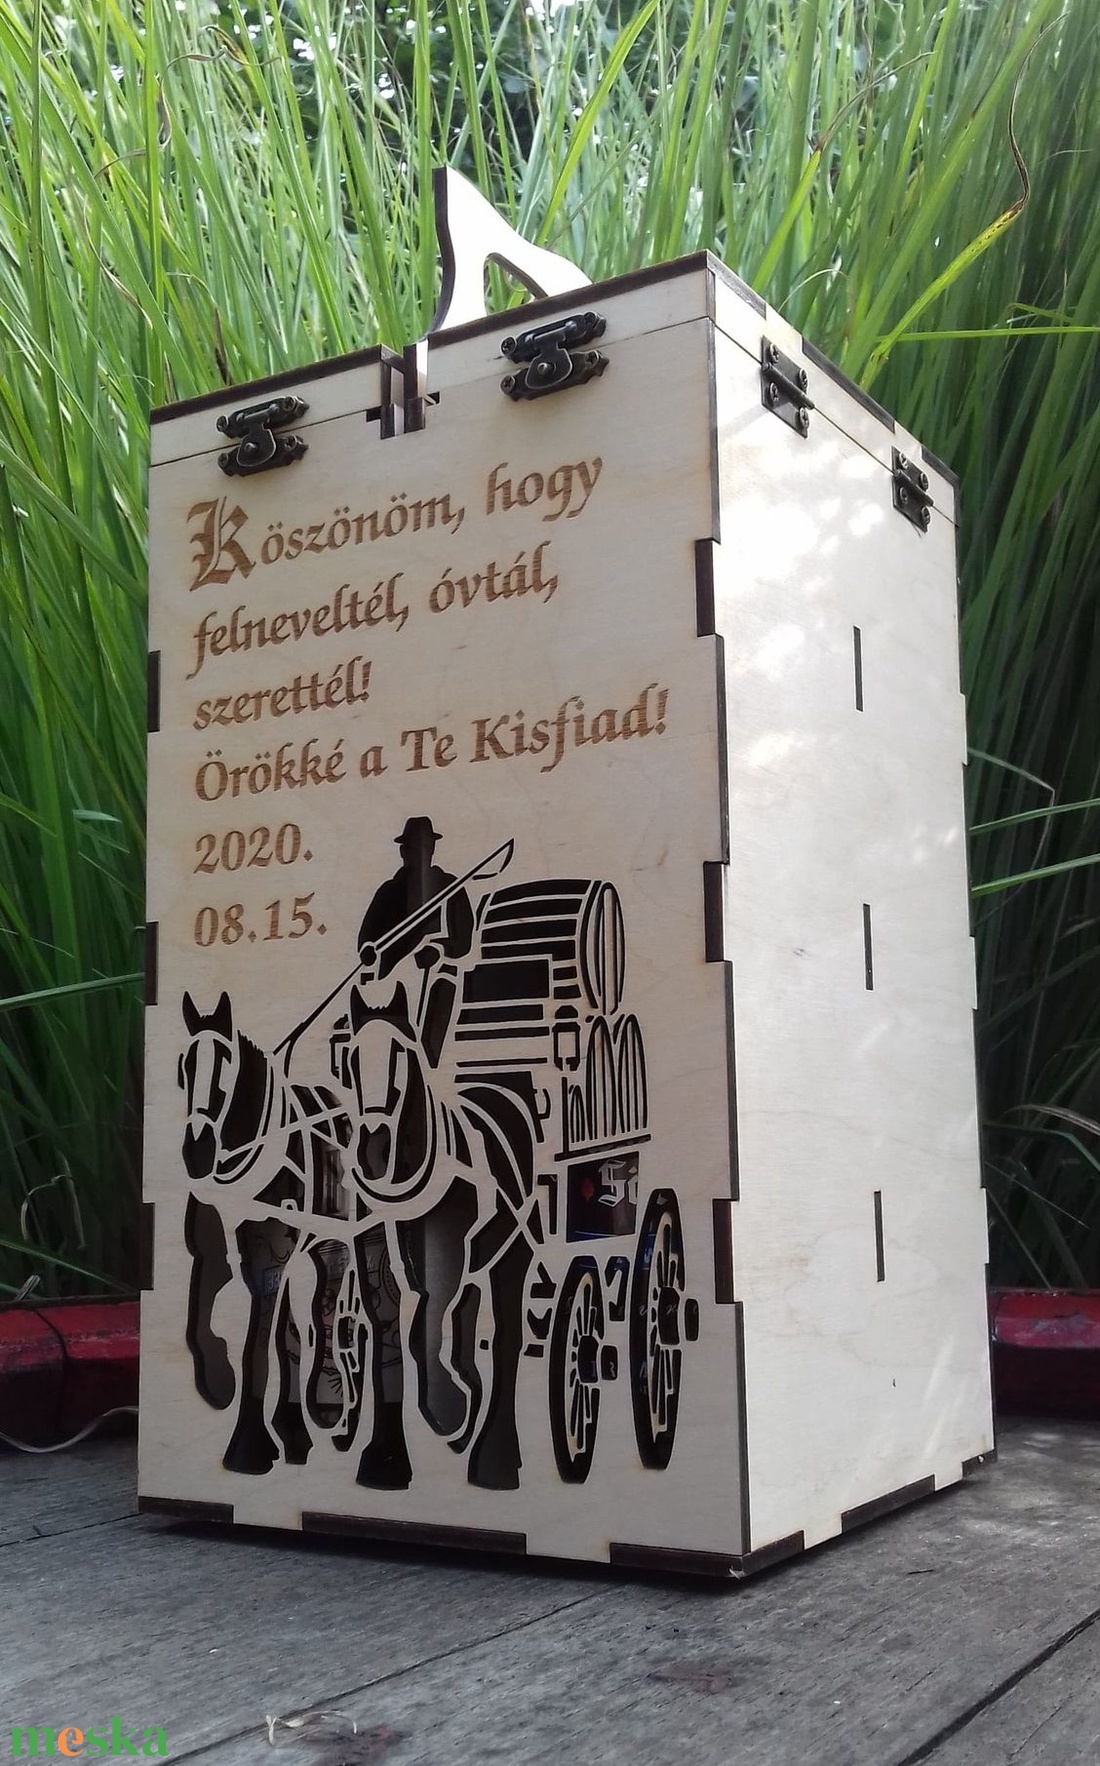 Köszönöm, hogy
felneveltél, óvtál,
szerettél!
Örökké a Te Kisfiad!
2020.
08.15.
meska